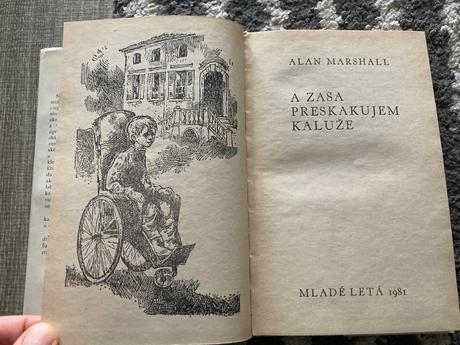 ALAN MARSHALL
A ZASA
PRESKAKUJEM
KALUŽE
MLADÉ LETÁ 1981